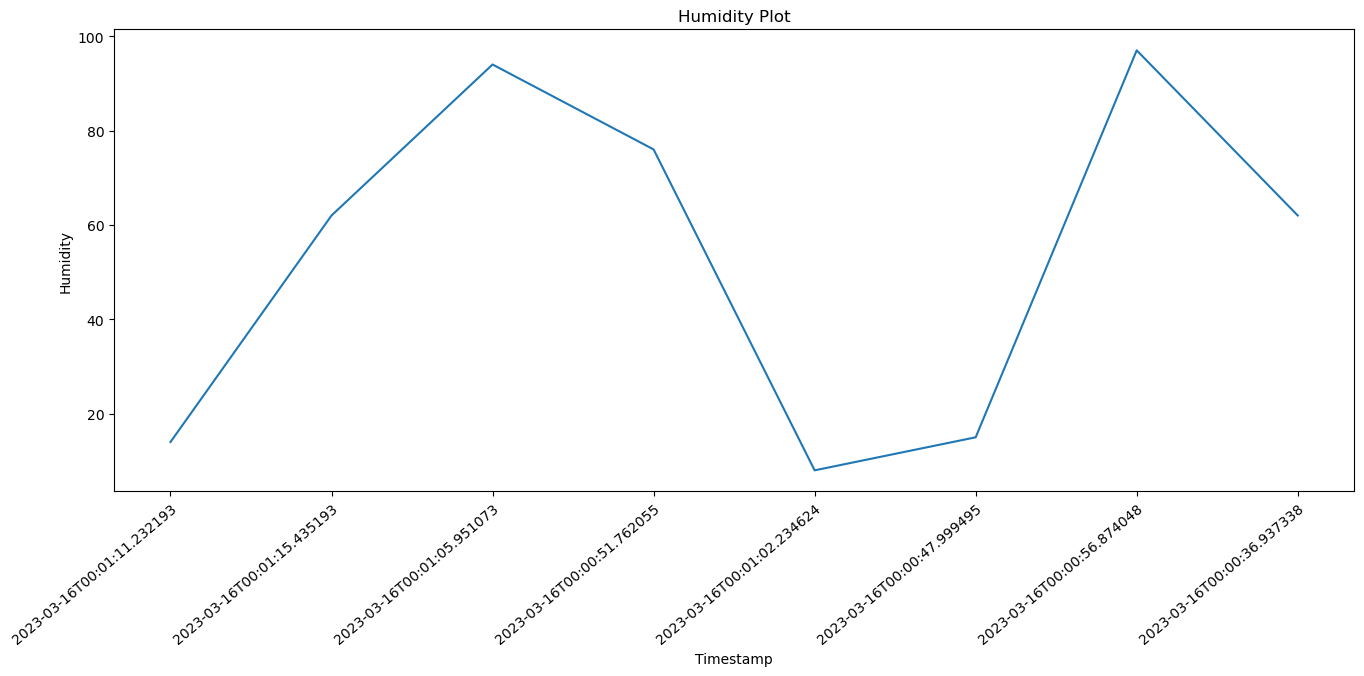 Humidity Plot
Humidity
100
80
60
40
20
2023-03-16T00:01:11.232193
2023-03-16T00:01:15.435193
2023-03-16T00:01:05.951073
2023-03-16T00:00:51.762055
2023-03-16T00:01:02.234624
2023-03-16T00:00:47.999495
2023-03-16T00:00:56.874048
2023-03-16T00:00:36.937338
Timestamp